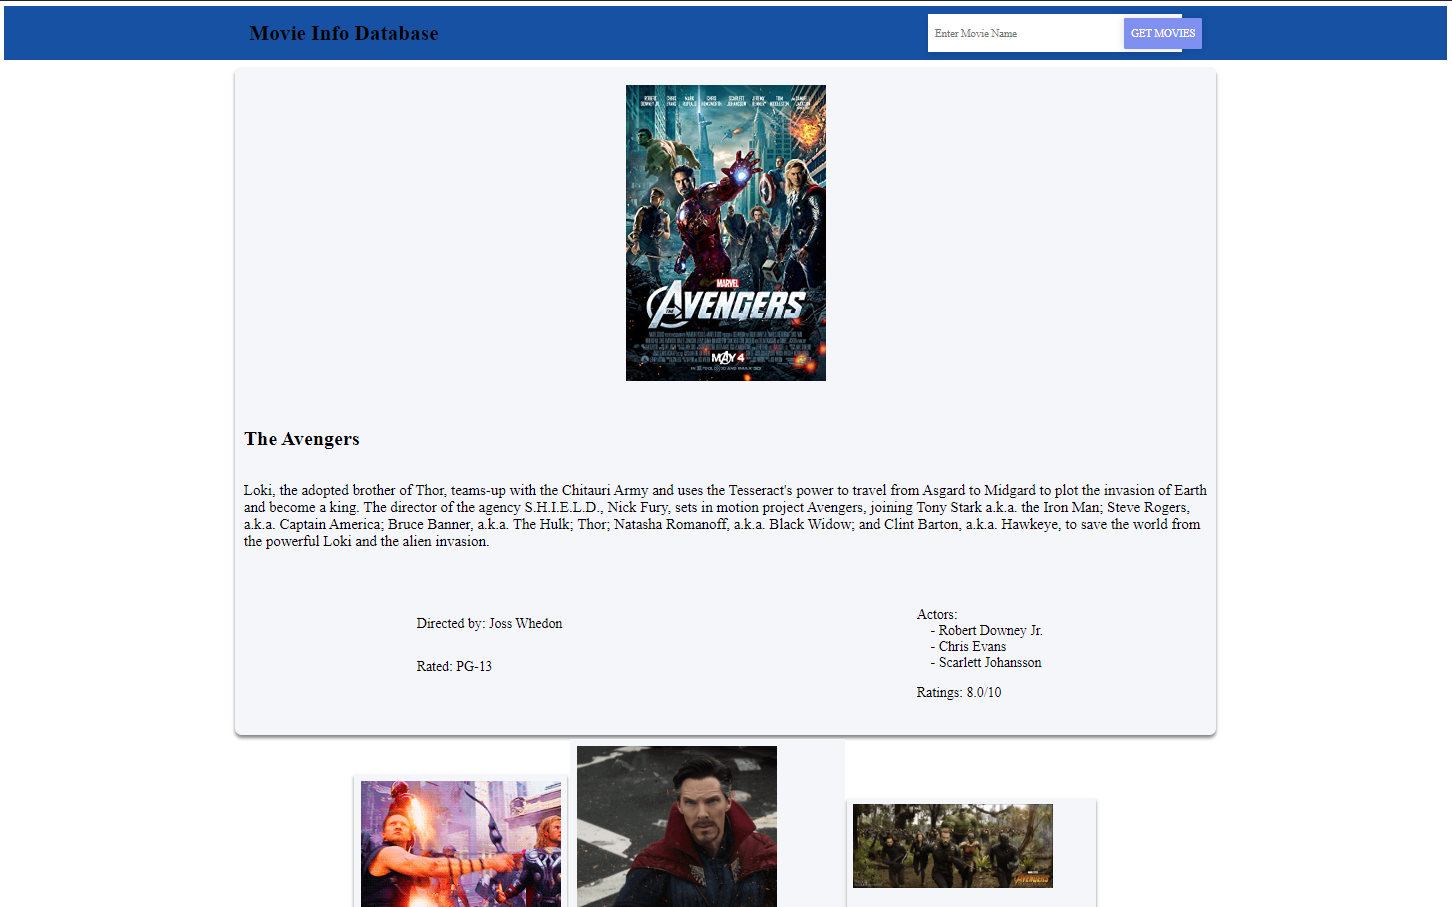 Movie Info Database
Enter Movie Name
GET MOVIES
MARVEL
THE AVENGERS
MAY 4
The Avengers
Loki, the adopted brother of Thor, teams-up with the Chitauri Army and uses the Tesseract's power to travel from Asgard to Midgard to plot the invasion of Earth
and become a king. The director of the agency S.H.I.E.L.D., Nick Fury, sets in motion project Avengers, joining Tony Stark a.k.a. the Iron Man; Steve Rogers,
a.k.a. Captain America; Bruce Banner, a.k.a. The Hulk; Thor; Natasha Romanoff, a.k.a. Black Widow; and Clint Barton, a.k.a. Hawkeye, to save the world from
the powerful Loki and the alien invasion.
Directed by: Joss Whedon
Rated: PG-13
Actors:
- Robert Downey Jr.
- Chris Evans
- Scarlett Johansson
Ratings: 8.0/10
AVENGERS